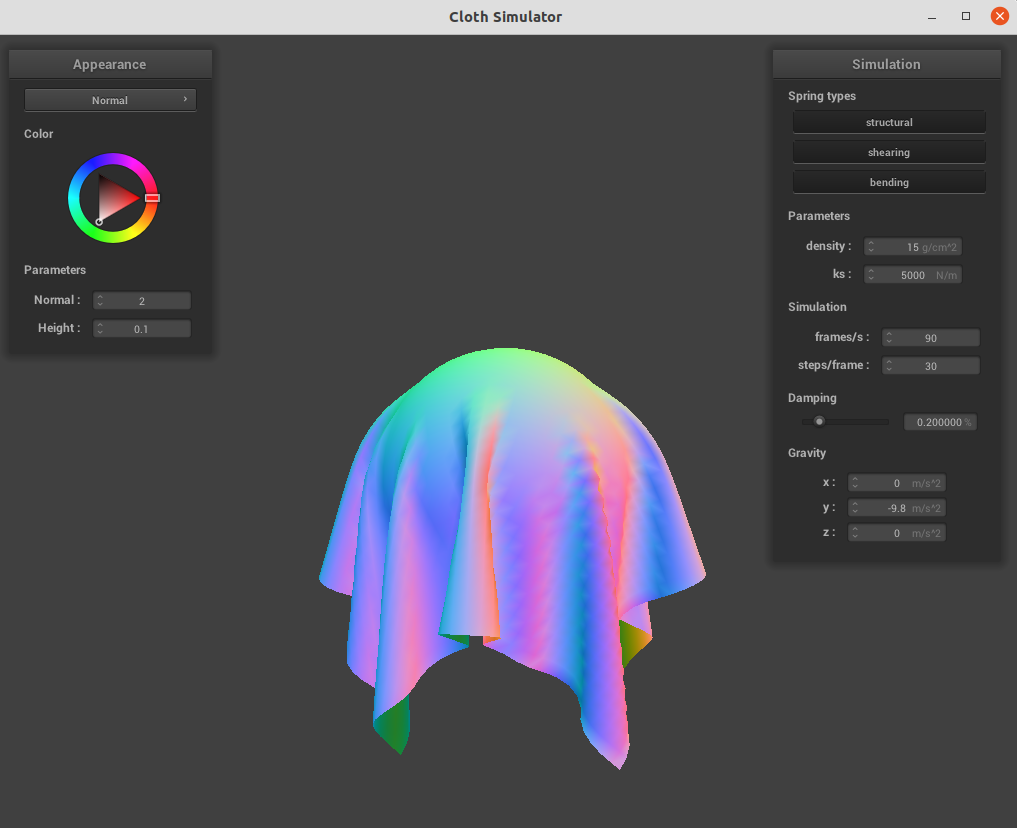 Cloth Simulator
Appearance
Normal
Color
Parameters
Normal : 2
Height : 0.1
Simulation
Spring types
structural
shearing
bending
Parameters
density : 15 g/cm^2
ks : 5000 N/m
Simulation
frames/s : 90
steps/frame : 30
Damping
0.200000 %
Gravity
x : 0 m/s^2
y : -9.8 m/s^2
z : 0 m/s^2